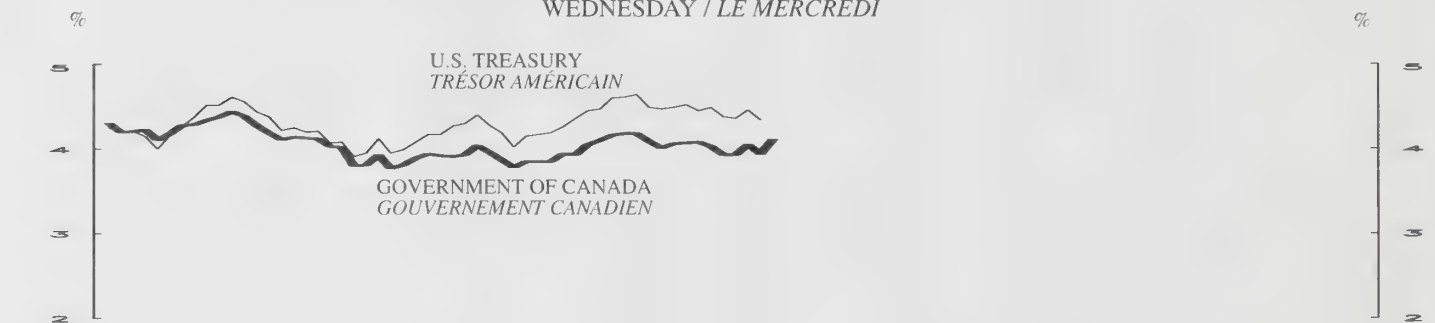 WEDNESDAY / LE MERCREDI
% %
5 5
U.S. TREASURY
TRÉSOR AMÉRICAIN
4 4
GOVERNMENT OF CANADA
GOUVERNEMENT CANADIEN
3 3
2 2